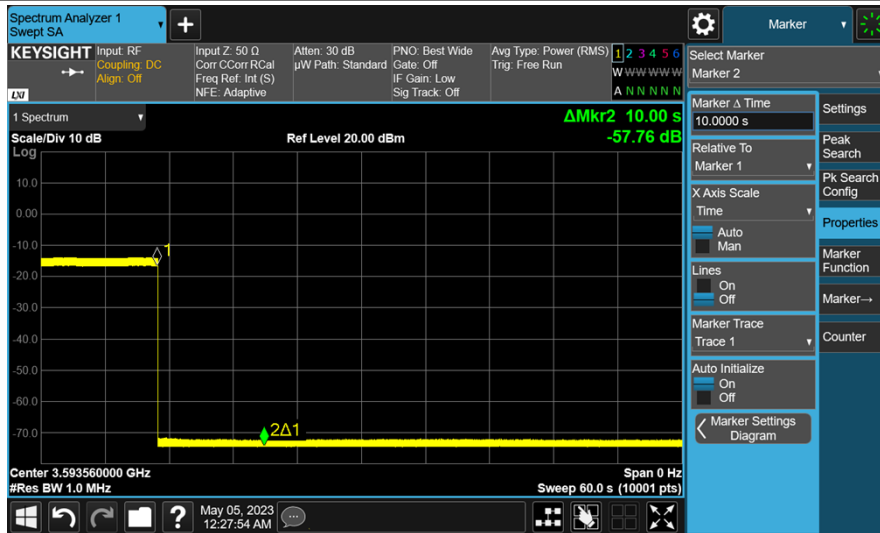 Spectrum Analyzer 1
Swept SA
+
Marker
KEYSIGHT
LXI
Input: RF
Coupling: DC
Align: Off
Input Z: 50 Ω
Corr CCorr RCal
Freq Ref: Int (S)
NFE: Adaptive
Atten: 30 dB
µW Path: Standard
PNO: Best Wide
Gate: Off
IF Gain: Low
Sig Track: Off
Avg Type: Power (RMS)
Trig: Free Run
1 2 3 4 5 6
W W W W W W
A N N N N N
Select Marker
Marker 2
1 Spectrum
ΔMkr2 10.00 s
-57.76 dB
Scale/Div 10 dB
Ref Level 20.00 dBm
Log
10.0
0.00
-10.0
-20.0
-30.0
-40.0
-50.0
-60.0
-70.0
1
2Δ1
Center 3.593560000 GHz
#Res BW 1.0 MHz
Span 0 Hz
Sweep 60.0 s (10001 pts)
Marker Δ Time
10.0000 s
Relative To
Marker 1
X Axis Scale
Time
Auto
Man
Lines
On
Off
Marker Trace
Trace 1
Auto Initialize
On
Off
Marker Settings
Diagram
Settings
Peak
Search
Pk Search
Config
Properties
Marker
Function
Marker→
Counter
?
May 05, 2023
12:27:54 AM